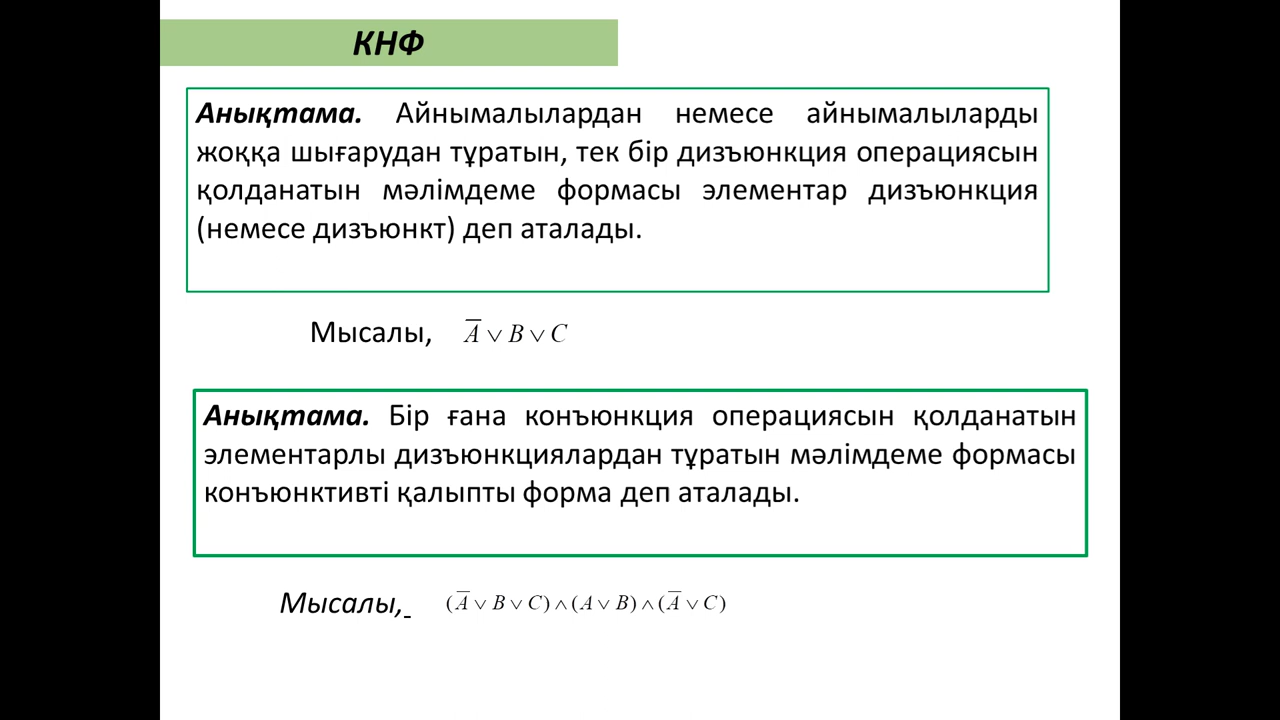 КНФ
Анықтама. Айнымалылардан немесе айнымалыларды
жоққа шығарудан тұратын, тек бір дизъюнкция операциясын
қолданатын мәлімдеме формасы элементар дизъюнкция
(немесе дизъюнкт) деп аталады.
Мысалы, A̅ ∨ B ∨ C
Анықтама. Бір ғана конъюнкция операциясын қолданатын
элементарлы дизъюнкциялардан тұратын мәлімдеме формасы
конъюнктивті қалыпты форма деп аталады.
Мысалы, (A̅ ∨ B ∨ C) ∧ (A ∨ B) ∧ (A̅ ∨ C)